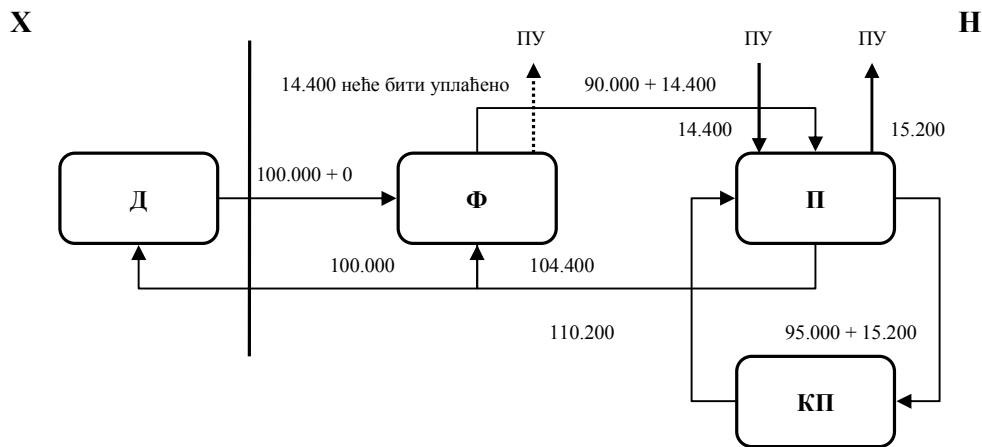 Х
Н
ПУ
ПУ
ПУ
14.400 неће бити уплаћено
90.000 + 14.400
14.400
15.200
100.000 + 0
Д
Ф
П
100.000
104.400
110.200
95.000 + 15.200
КП